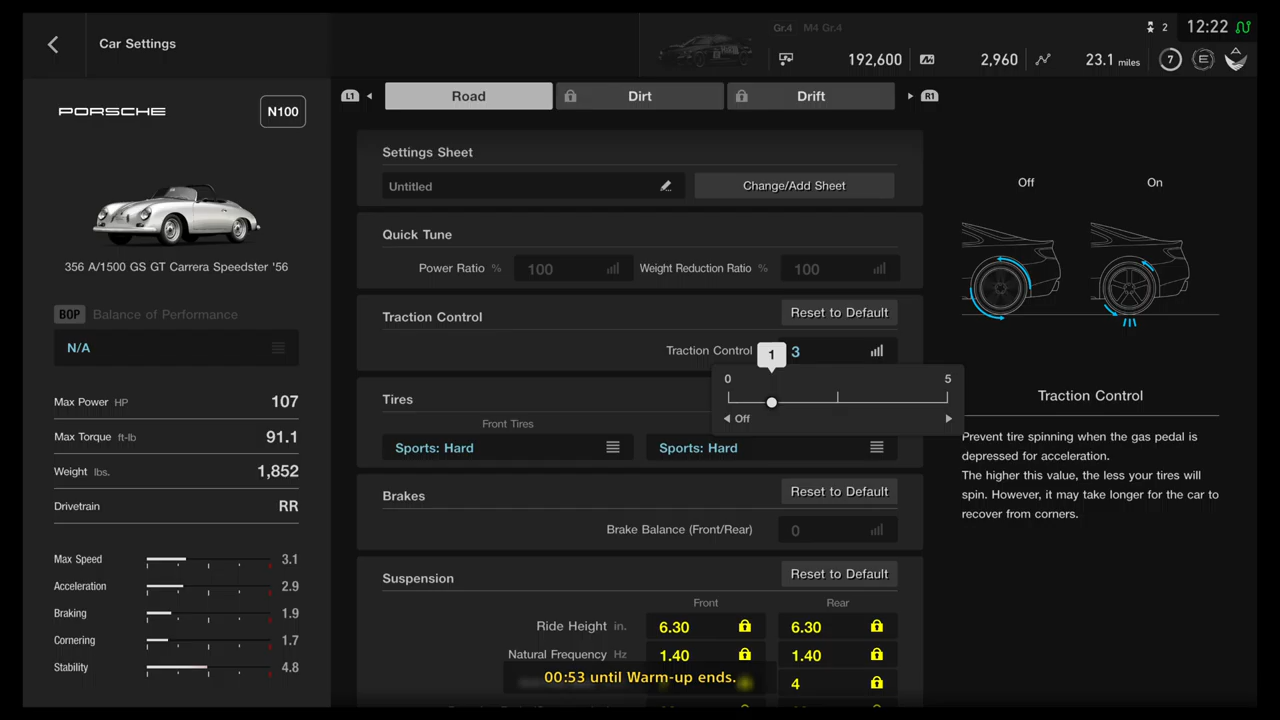 Car Settings
Gr.4 M4 Gr.4
2 12:22
192,600 2,960 23.1 miles 7 E
PORSCHE N100
L1 Road Dirt Drift R1
Settings Sheet
Untitled Change/Add Sheet
Off On
Quick Tune
Power Ratio % 100 Weight Reduction Ratio % 100
356 A/1500 GS GT Carrera Speedster '56
BOP Balance of Performance
N/A
Traction Control Reset to Default
Traction Control 3
1
0 5
Off
Traction Control
Prevent tire spinning when the gas pedal is
depressed for acceleration.
The higher this value, the less your tires will
spin. However, it may take longer for the car to
recover from corners.
Max Power HP 107
Max Torque ft-lb 91.1
Weight lbs. 1,852
Drivetrain RR
Tires
Front Tires
Sports: Hard Sports: Hard
Brakes Reset to Default
Brake Balance (Front/Rear) 0
Max Speed 3.1
Acceleration 2.9
Braking 1.9
Cornering 1.7
Stability 4.8
Suspension Reset to Default
Front Rear
Ride Height in. 6.30 6.30
Natural Frequency Hz 1.40 1.40
4
00:53 until Warm-up ends.